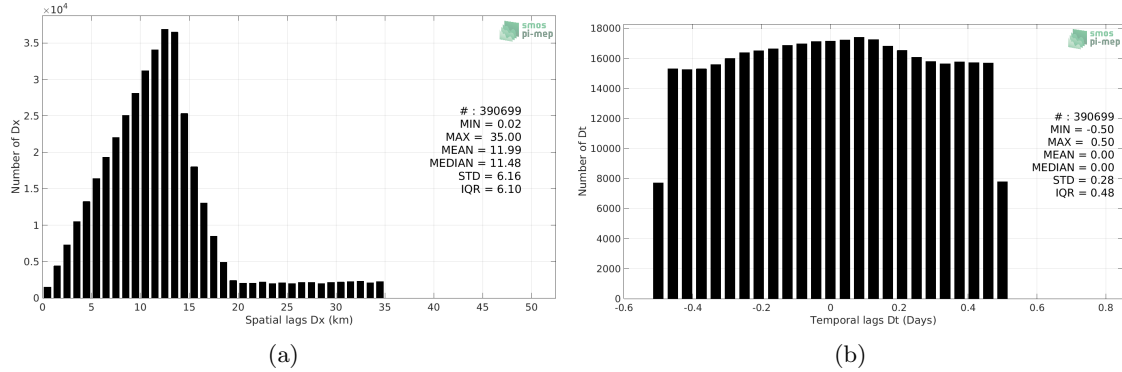 ×10⁴
3.5
3
2.5
2
1.5
1
0.5
0
0 5 10 15 20 25 30 35 40 45 50
Number of Dx
Spatial lags Dx (km)
smos
pi-mep
# : 390699
MIN = 0.02
MAX = 35.00
MEAN = 11.99
MEDIAN = 11.48
STD = 6.16
IQR = 6.10
(a)
18000
16000
14000
12000
10000
8000
6000
4000
2000
0
-0.6 -0.4 -0.2 0 0.2 0.4 0.6 0.8
Number of Dt
Temporal lags Dt (Days)
smos
pi-mep
# : 390699
MIN = -0.50
MAX = 0.50
MEAN = 0.00
MEDIAN = 0.00
STD = 0.28
IQR = 0.48
(b)